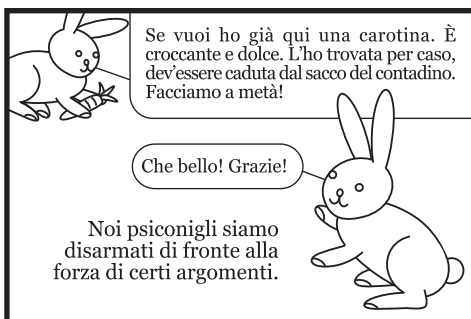 Se vuoi ho già qui una carotina. È
croccante e dolce. L'ho trovata per caso,
dev'essere caduta dal sacco del contadino.
Facciamo a metà!
Che bello! Grazie!
Noi psiconigli siamo
disarmati di fronte alla
forza di certi argomenti.